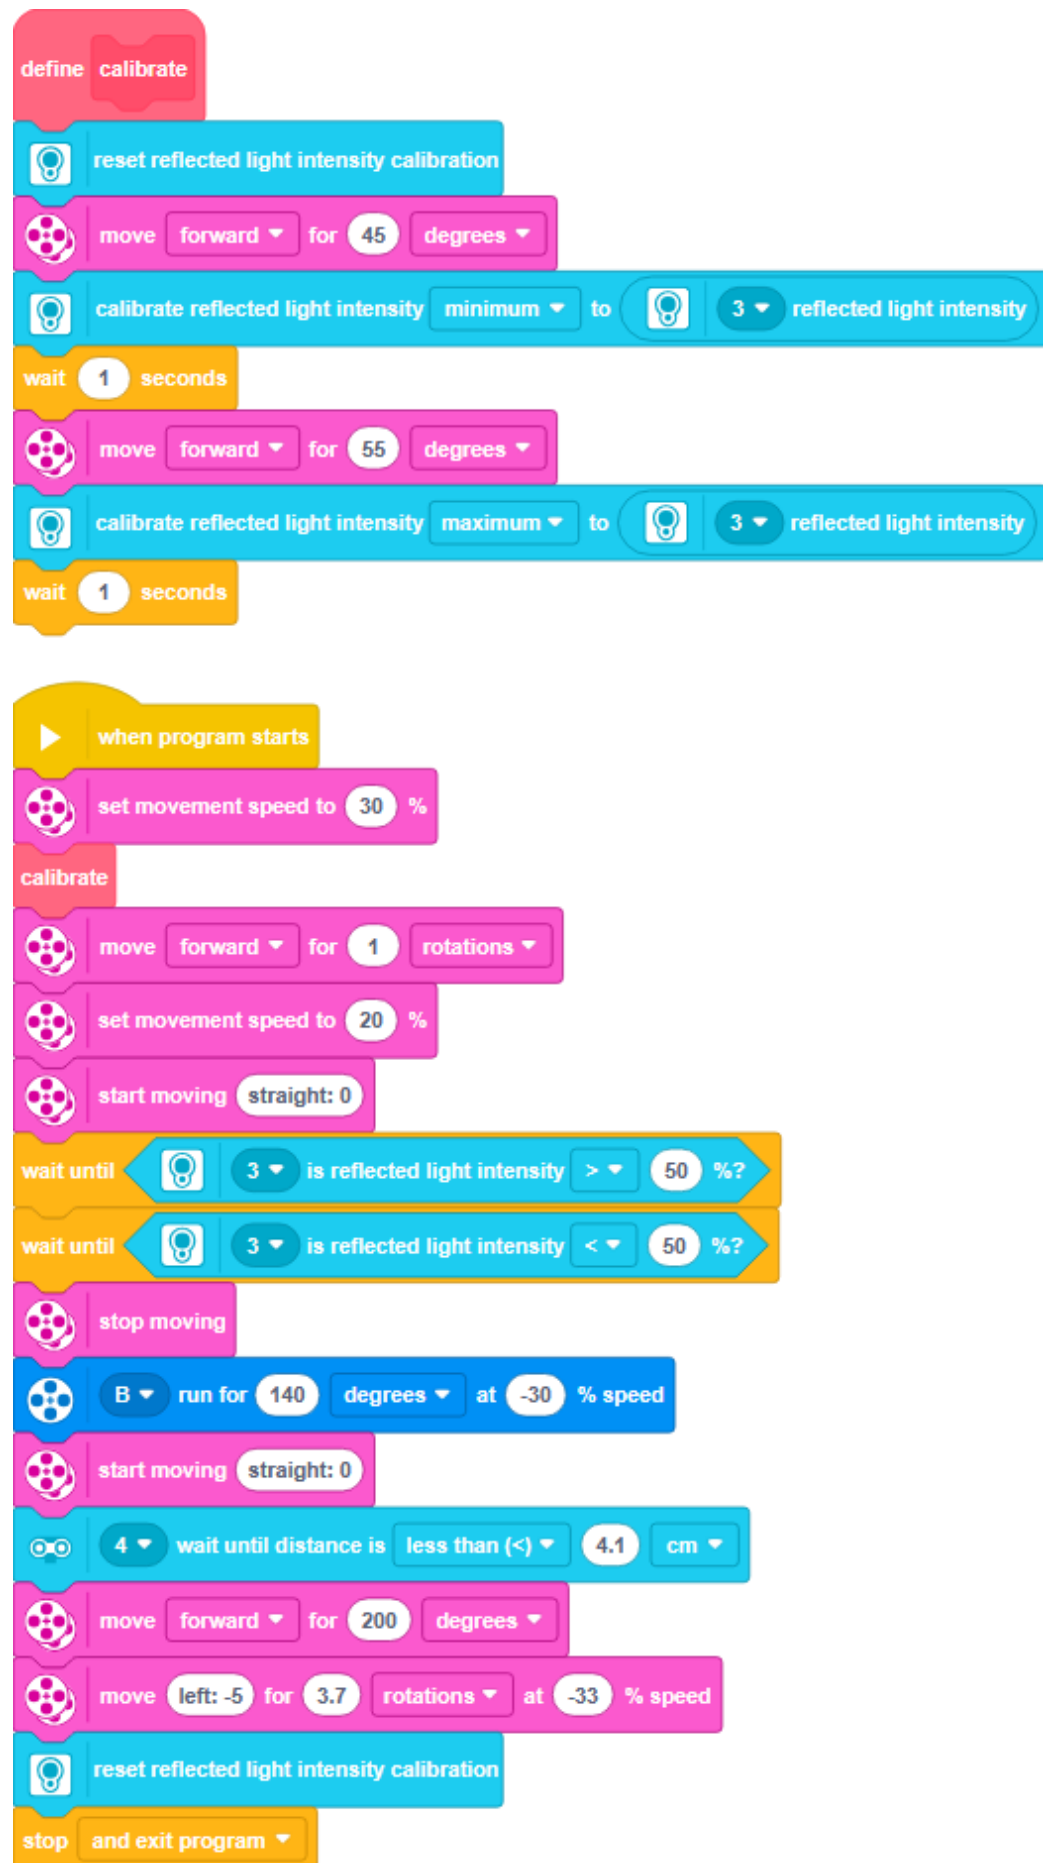 define calibrate
reset reflected light intensity calibration
move forward for 45 degrees
calibrate reflected light intensity minimum to 3 reflected light intensity
wait 1 seconds
move forward for 55 degrees
calibrate reflected light intensity maximum to 3 reflected light intensity
wait 1 seconds
when program starts
set movement speed to 30 %
calibrate
move forward for 1 rotations
set movement speed to 20 %
start moving straight: 0
wait until 3 is reflected light intensity > 50 %?
wait until 3 is reflected light intensity < 50 %?
stop moving
B run for 140 degrees at -30 % speed
start moving straight: 0
4 wait until distance is less than (<) 4.1 cm
move forward for 200 degrees
move left: -5 for 3.7 rotations at -33 % speed
reset reflected light intensity calibration
stop and exit program